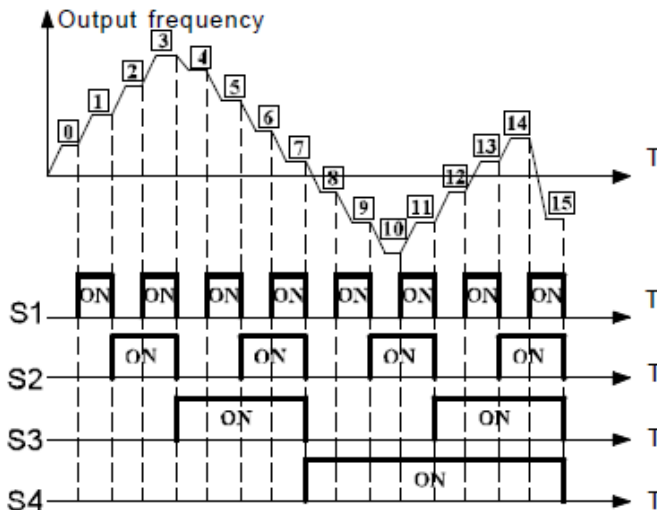 Output frequency
3
4
2
14
1
5
13
0
6
7
T
8
12
9
11
15
10
ON ON ON ON ON ON ON ON
S1
T
ON ON ON ON
S2
T
ON ON
S3
T
ON
S4
T